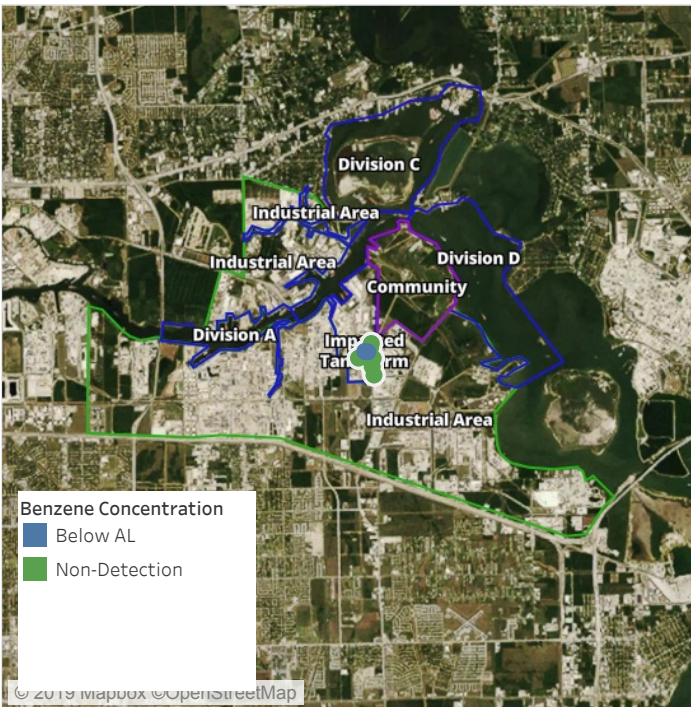 Division C
Industrial Area
Industrial Area
Division D
Community
Division A
Industrial Area
Benzene Concentration
Below AL
Non-Detection
© 2019 Mapbox ©OpenStreetMap